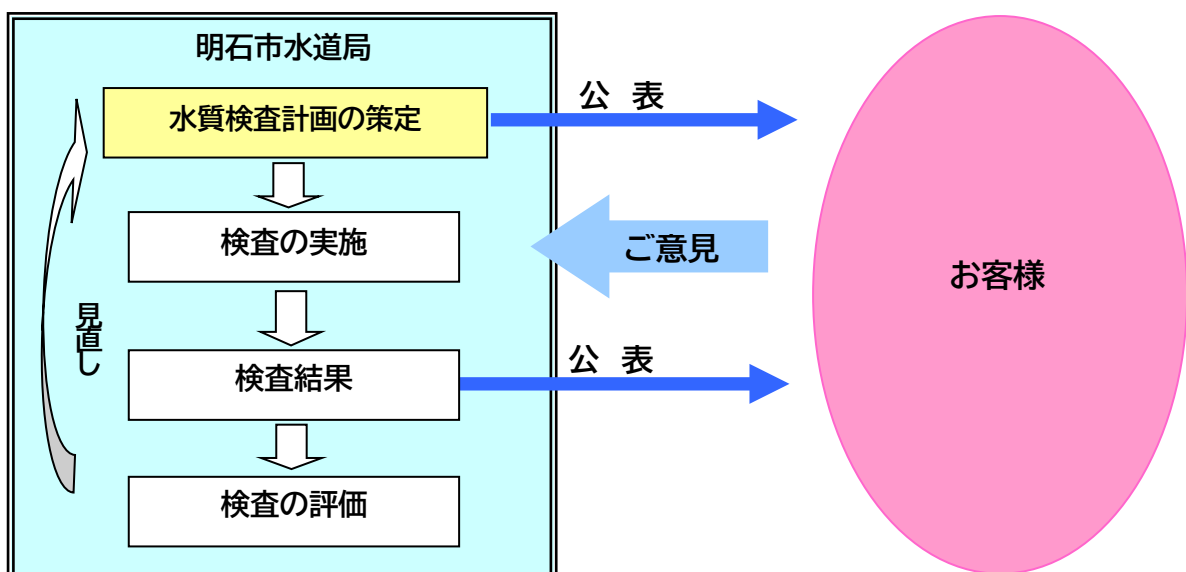 明石市水道局
水質検査計画の策定
公 表
検査の実施
ご意見
お客様
見直し
検査結果
公 表
検査の評価